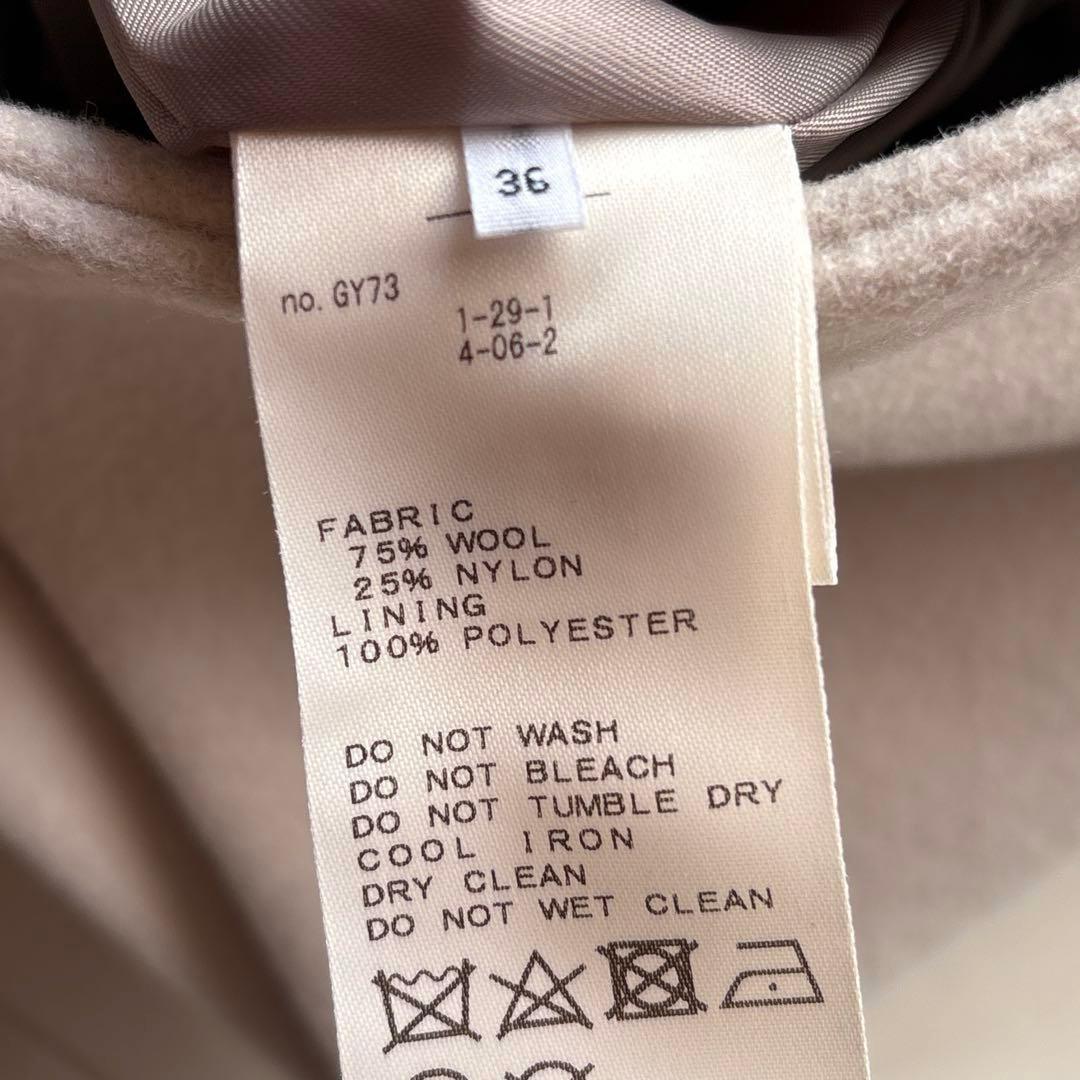 36
no. GY73
1-29-1
4-06-2
FABRIC
75% WOOL
25% NYLON
LINING
100% POLYESTER
DO NOT WASH
DO NOT BLEACH
DO NOT TUMBLE DRY
COOL IRON
DRY CLEAN
DO NOT WET CLEAN